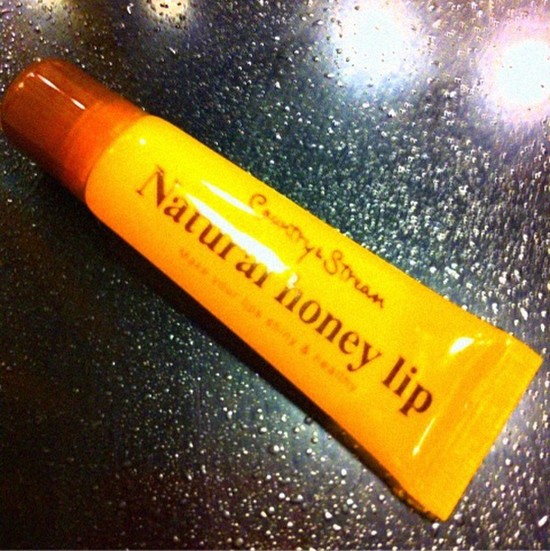 Country & Stream
Natural honey lip
Make your lips shiny & healthy